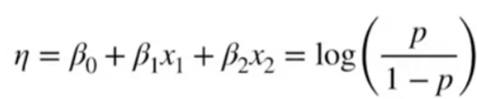 η = β₀ + β₁x₁ + β₂x₂ = log(p / (1 − p))